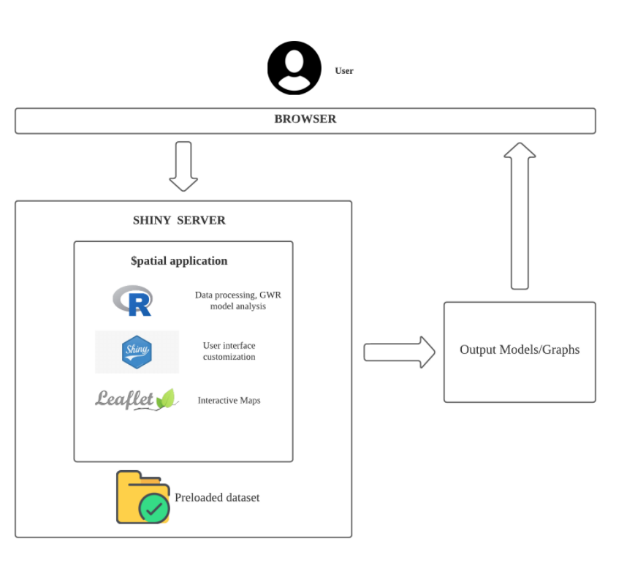 User
BROWSER
SHINY SERVER
$patial application
R
Data processing, GWR
model analysis
Shiny
User interface
customization
Leaflet
Interactive Maps
Preloaded dataset
Output Models/Graphs